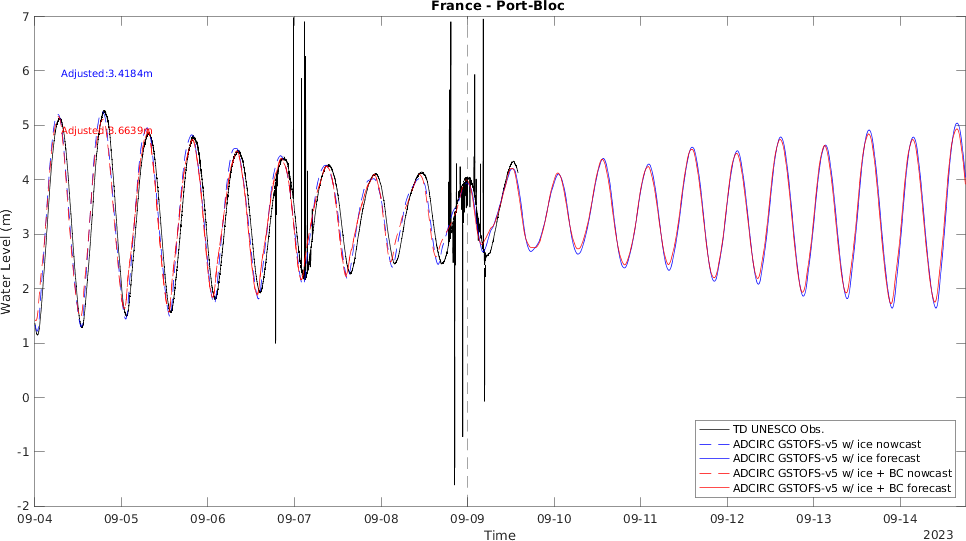 France - Port-Bloc
7
6
5
4
3
2
1
0
-1
-2
Water Level (m)
Adjusted:3.4184m
Adjusted:3.6639m
TD UNESCO Obs.
ADCIRC GSTOFS-v5 w/ ice nowcast
ADCIRC GSTOFS-v5 w/ ice forecast
ADCIRC GSTOFS-v5 w/ ice + BC nowcast
ADCIRC GSTOFS-v5 w/ ice + BC forecast
09-04 09-05 09-06 09-07 09-08 09-09 09-10 09-11 09-12 09-13 09-14
Time
2023